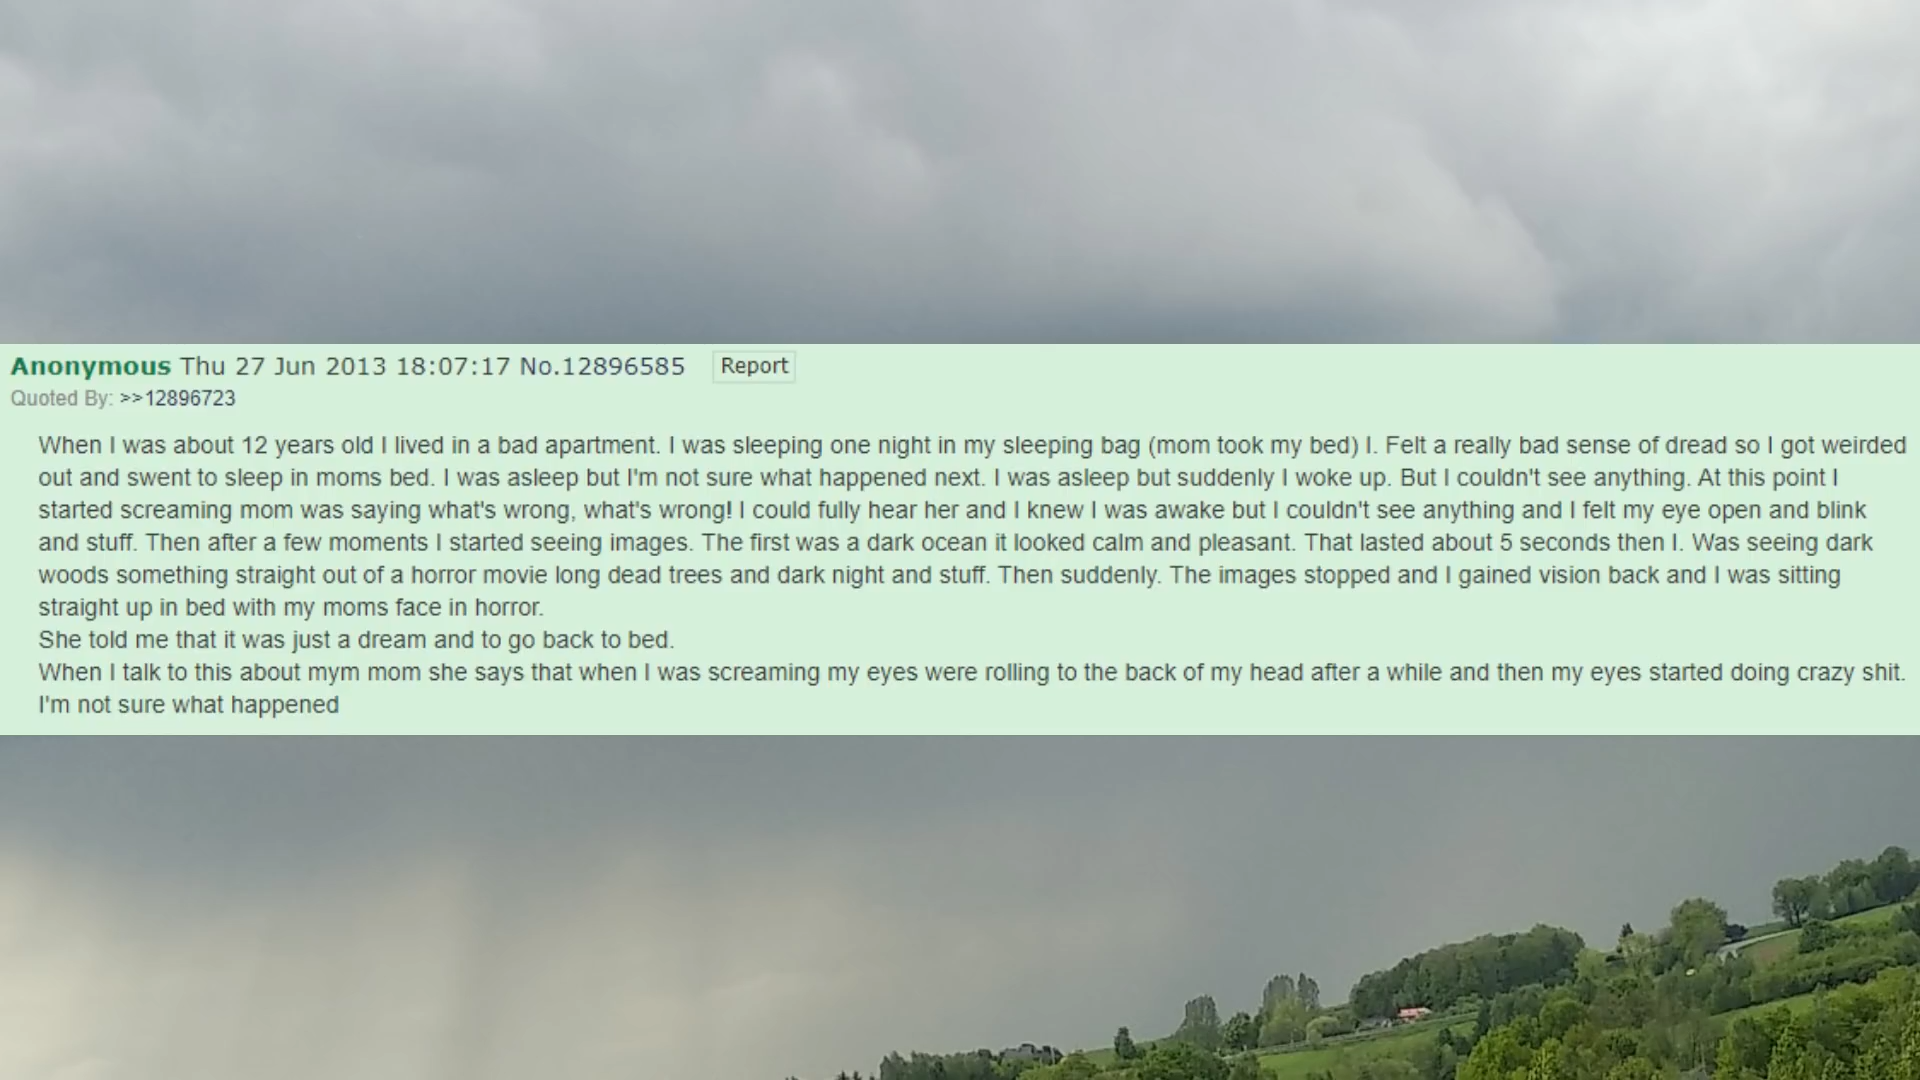 Anonymous Thu 27 Jun 2013 18:07:17 No.12896585 Report
Quoted By: >>12896723
When I was about 12 years old I lived in a bad apartment. I was sleeping one night in my sleeping bag (mom took my bed) I. Felt a really bad sense of dread so I got weirded
out and swent to sleep in moms bed. I was asleep but I'm not sure what happened next. I was asleep but suddenly I woke up. But I couldn't see anything. At this point I
started screaming mom was saying what's wrong, what's wrong! I could fully hear her and I knew I was awake but I couldn't see anything and I felt my eye open and blink
and stuff. Then after a few moments I started seeing images. The first was a dark ocean it looked calm and pleasant. That lasted about 5 seconds then I. Was seeing dark
woods something straight out of a horror movie long dead trees and dark night and stuff. Then suddenly. The images stopped and I gained vision back and I was sitting
straight up in bed with my moms face in horror.
She told me that it was just a dream and to go back to bed.
When I talk to this about mym mom she says that when I was screaming my eyes were rolling to the back of my head after a while and then my eyes started doing crazy shit.
I'm not sure what happened